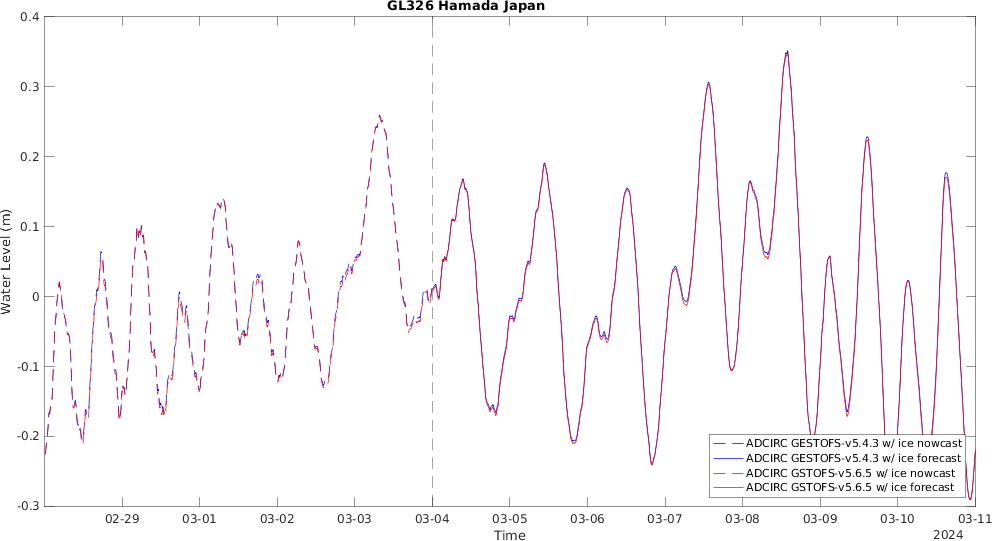 GL326 Hamada Japan
0.4
0.3
0.2
0.1
0
-0.1
-0.2
-0.3
Water Level (m)
ADCIRC GESTOFS-v5.4.3 w/ ice nowcast
ADCIRC GESTOFS-v5.4.3 w/ ice forecast
ADCIRC GSTOFS-v5.6.5 w/ ice nowcast
ADCIRC GSTOFS-v5.6.5 w/ ice forecast
02-29 03-01 03-02 03-03 03-04 03-05 03-06 03-07 03-08 03-09 03-10 03-11
Time
2024